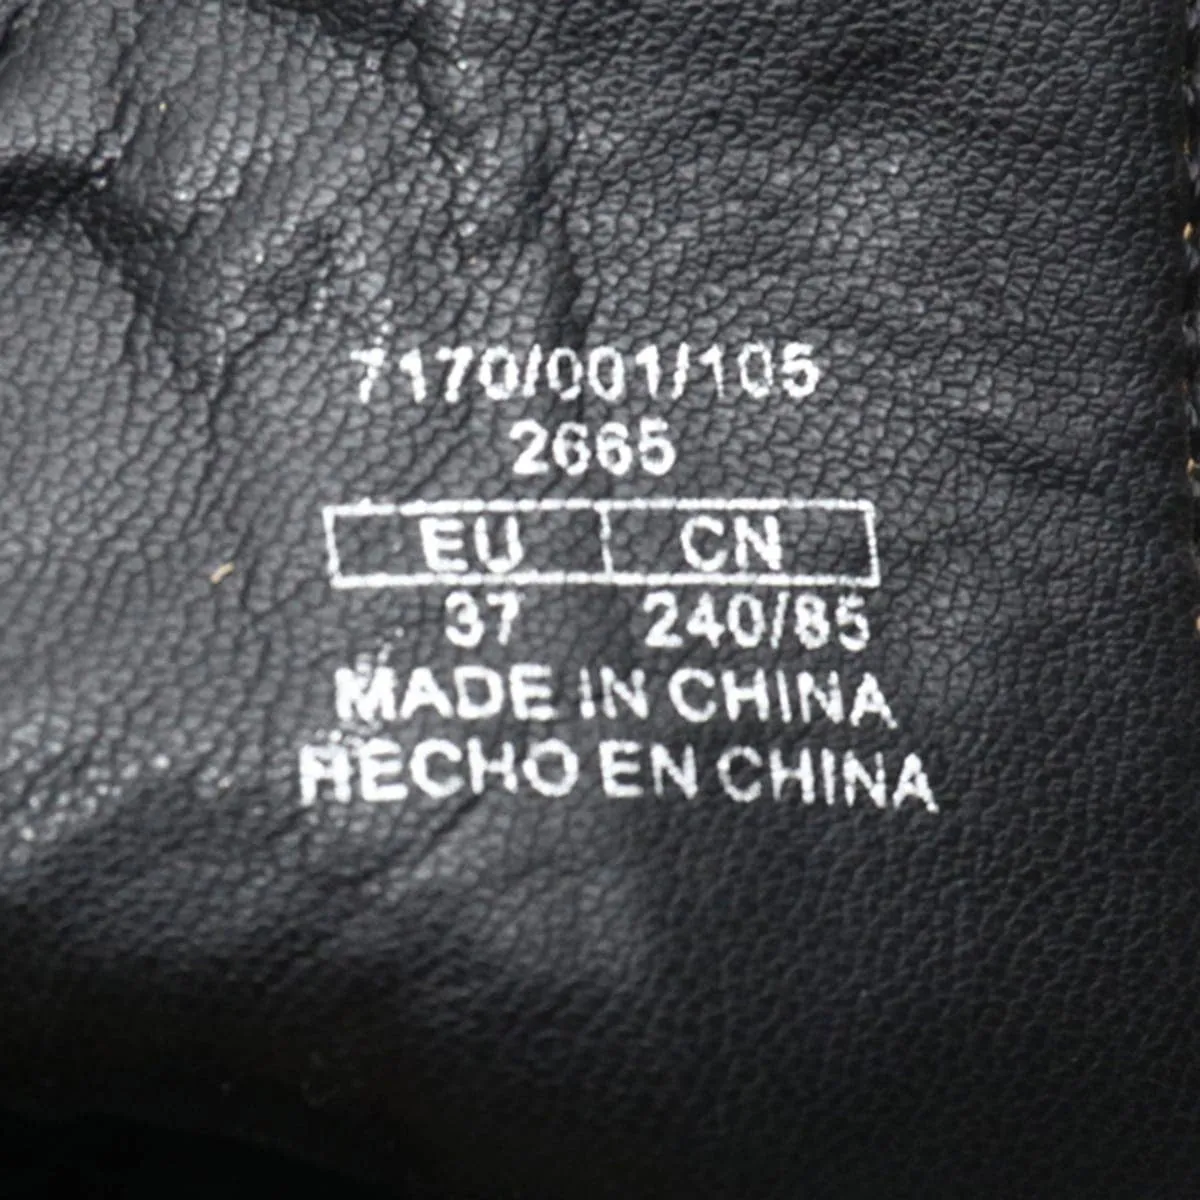 7170/001/105
2665
EU CN
37 240/85
MADE IN CHINA
HECHO EN CHINA